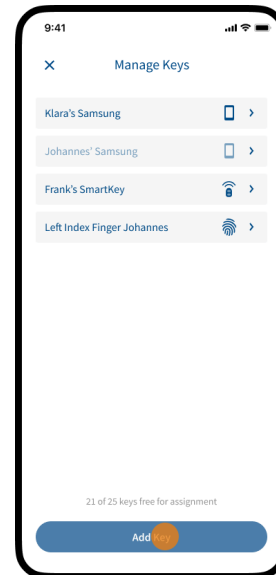 9:41
Manage Keys
Klara's Samsung
Johannes' Samsung
Frank's SmartKey
Left Index Finger Johannes
21 of 25 keys free for assignment
Add Key